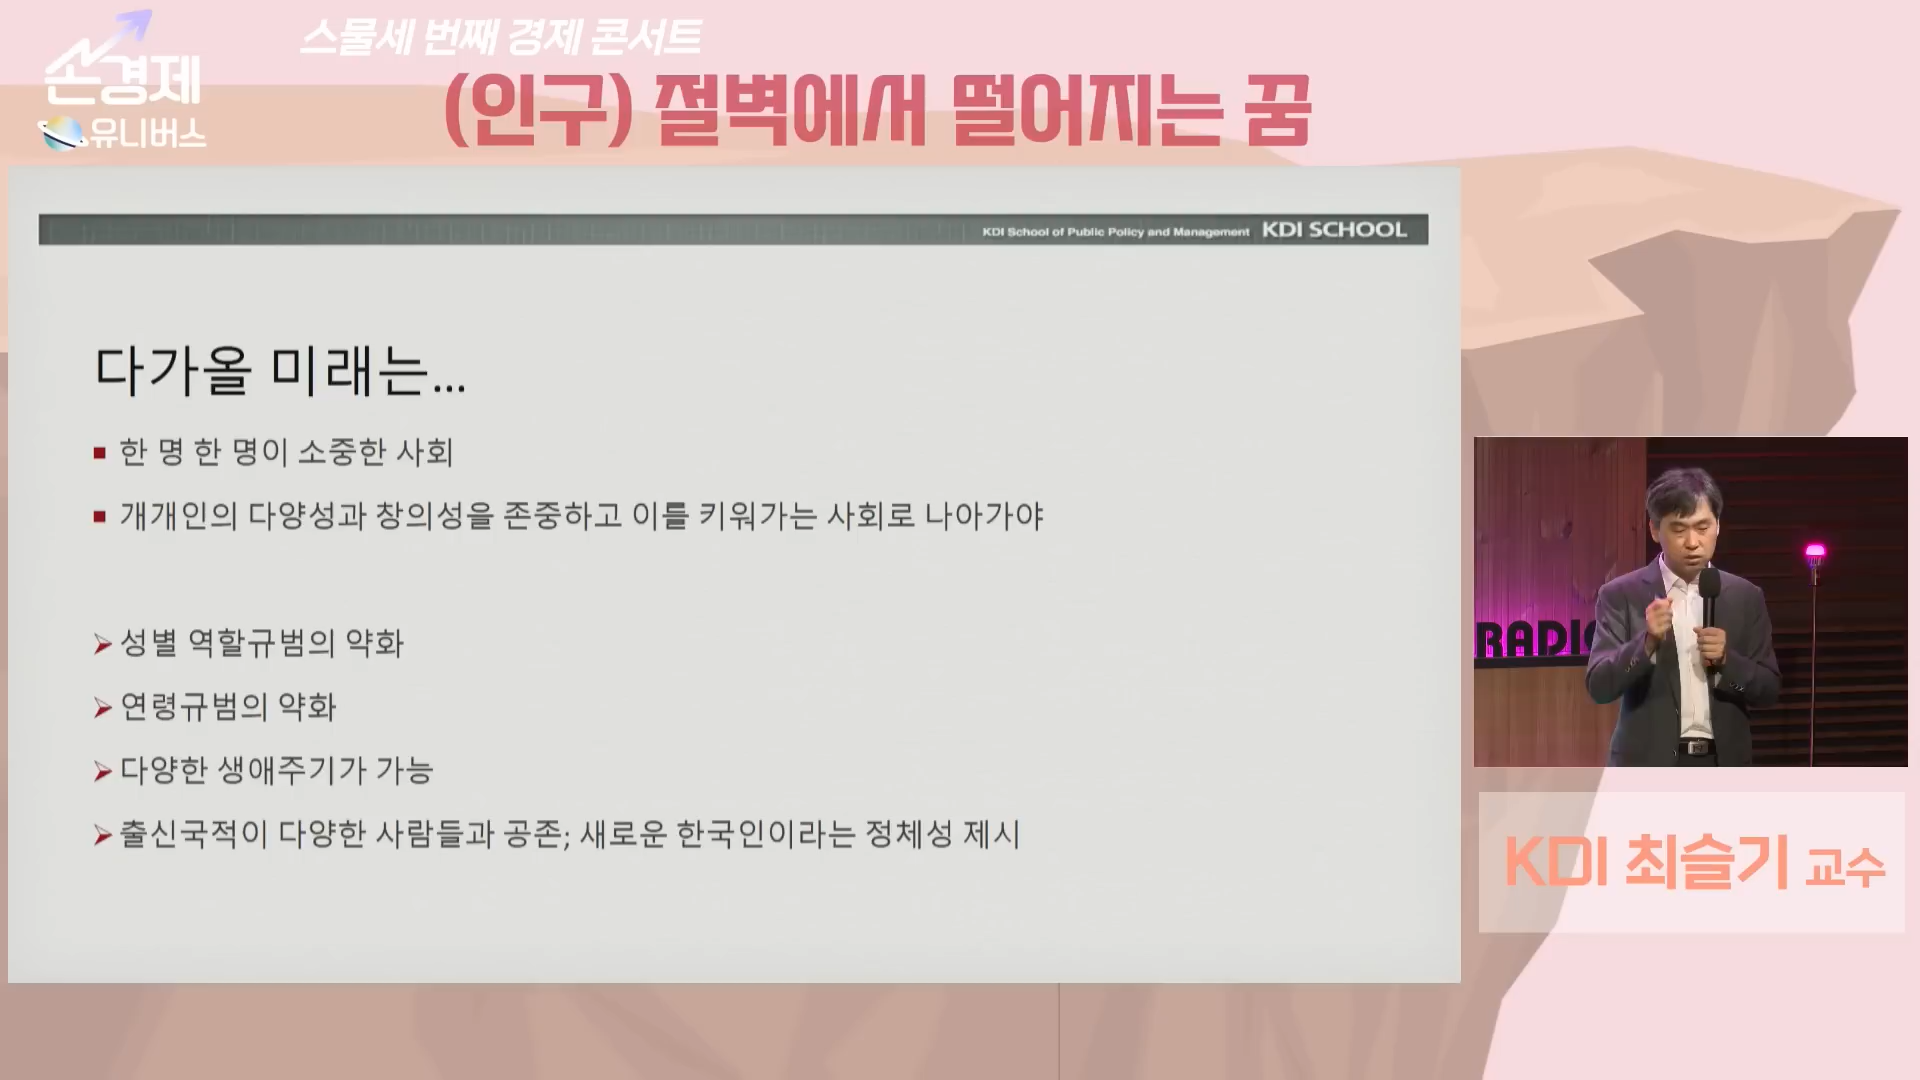 손경제
유니버스
스물세 번째 경제 콘서트
(인구) 절벽에서 떨어지는 꿈
KDI School of Public Policy and Management KDI SCHOOL
다가올 미래는...
한 명 한 명이 소중한 사회
개개인의 다양성과 창의성을 존중하고 이를 키워가는 사회로 나아가야
성별 역할규범의 약화
연령규범의 약화
다양한 생애주기가 가능
출신국적이 다양한 사람들과 공존; 새로운 한국인이라는 정체성 제시
RADIO
KDI 최슬기 교수